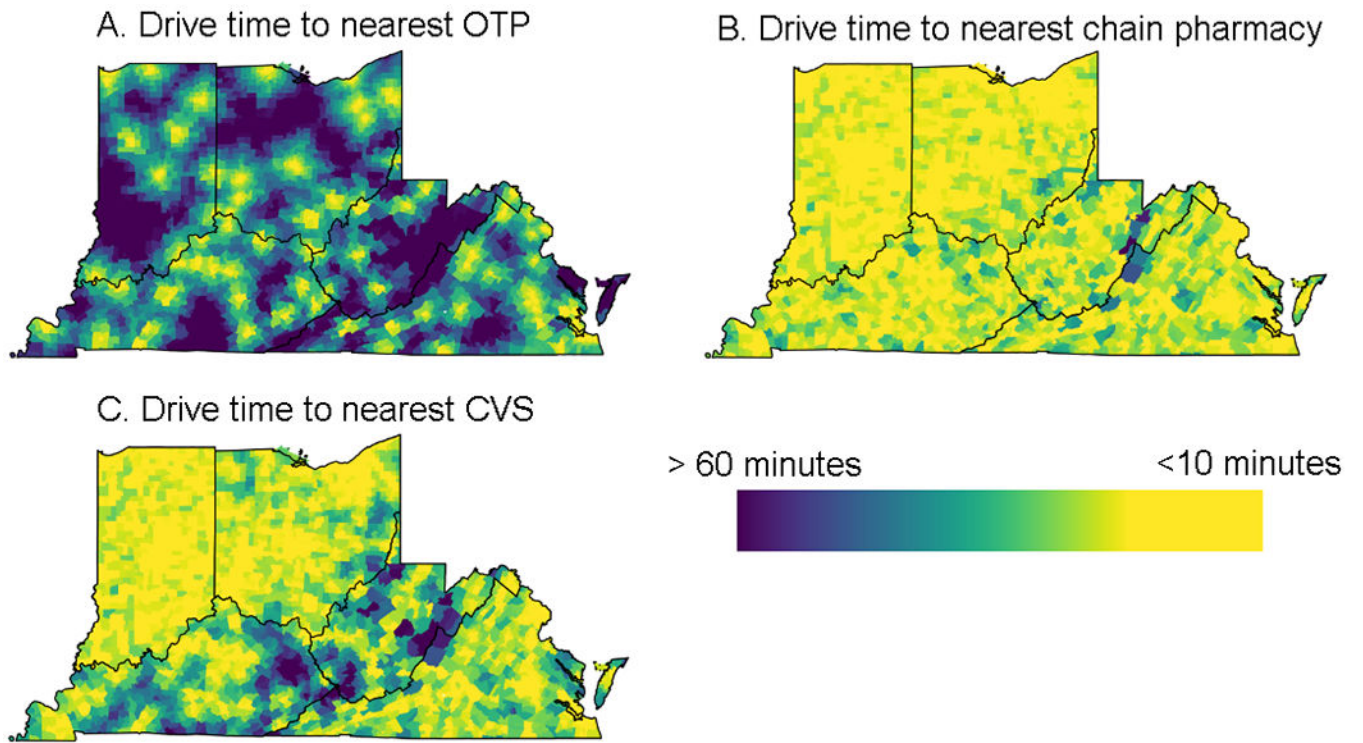 A. Drive time to nearest OTP
B. Drive time to nearest chain pharmacy
C. Drive time to nearest CVS
> 60 minutes
<10 minutes